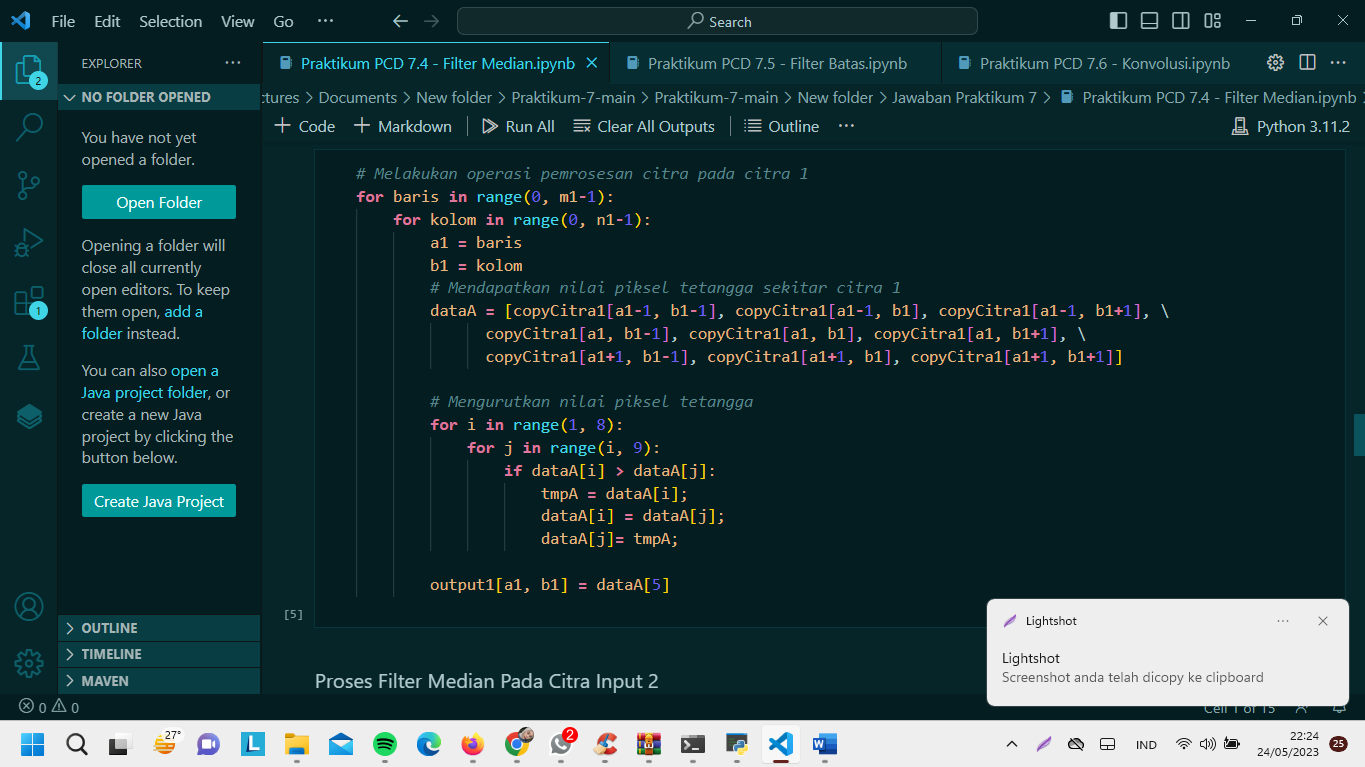 File Edit Selection View Go ··· Search
EXPLORER ···
Praktikum PCD 7.4 - Filter Median.ipynb
Praktikum PCD 7.5 - Filter Batas.ipynb
Praktikum PCD 7.6 - Konvolusi.ipynb
NO FOLDER OPENED
ctures > Documents > New folder > Praktikum-7-main > Praktikum-7-main > New folder > Jawaban Praktikum 7 > Praktikum PCD 7.4 - Filter Median.ipynb
+ Code + Markdown | Run All Clear All Outputs | Outline ··· Python 3.11.2
You have not yet
opened a folder.
Open Folder
Opening a folder will
close all currently
open editors. To keep
them open, add a
folder instead.
You can also open a
Java project folder, or
create a new Java
project by clicking the
button below.
Create Java Project
OUTLINE
TIMELINE
MAVEN
# Melakukan operasi pemrosesan citra pada citra 1
for baris in range(0, m1-1):
for kolom in range(0, n1-1):
a1 = baris
b1 = kolom
# Mendapatkan nilai piksel tetangga sekitar citra 1
dataA = [copyCitra1[a1-1, b1-1], copyCitra1[a1-1, b1], copyCitra1[a1-1, b1+1], \
copyCitra1[a1, b1-1], copyCitra1[a1, b1], copyCitra1[a1, b1+1], \
copyCitra1[a1+1, b1-1], copyCitra1[a1+1, b1], copyCitra1[a1+1, b1+1]]
# Mengurutkan nilai piksel tetangga
for i in range(1, 8):
for j in range(i, 9):
if dataA[i] > dataA[j]:
tmpA = dataA[i];
dataA[i] = dataA[j];
dataA[j]= tmpA;
output1[a1, b1] = dataA[5]
[5]
Proses Filter Median Pada Citra Input 2
Lightshot
Lightshot
Screenshot anda telah dicopy ke clipboard
0 0
Cell 1 of 15
2
1
27°
2
IND
22:24
24/05/2023
25